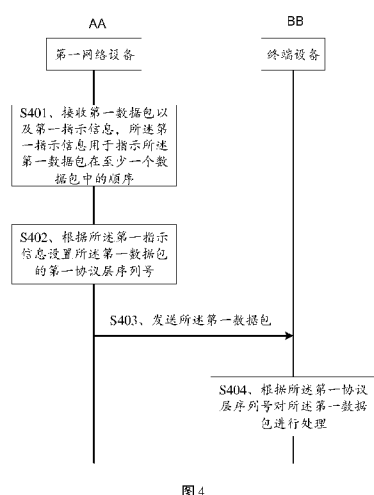 AA
BB
第一网络设备
终端设备
S401、接收第一数据包以
及第一指示信息，所述第
一指示信息用于指示所述
第一数据包在至少一个数
据包中的顺序
S402、根据所述第一指示
信息设置所述第一数据包
的第一协议层序列号
S403、发送所述第一数据包
S404、根据所述第一协议
层序列号对所述第一数据
包进行处理
图 4